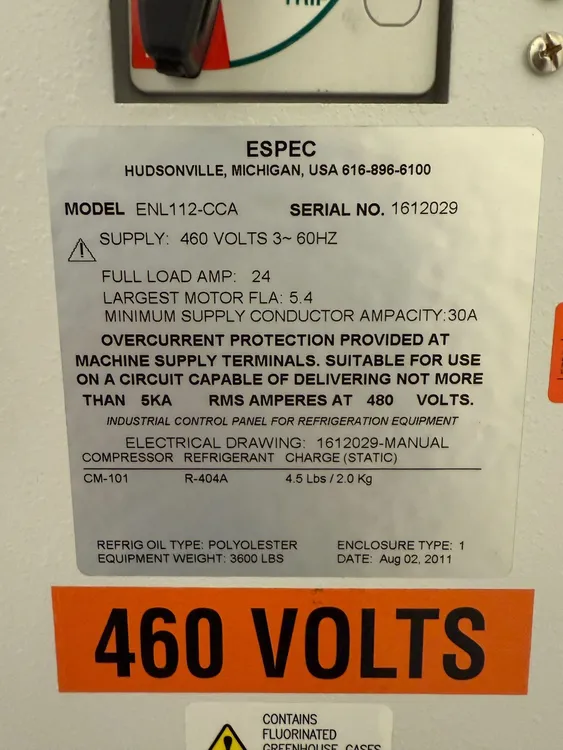 TRIP
ESPEC
HUDSONVILLE, MICHIGAN, USA 616-896-6100
MODEL ENL112-CCA SERIAL NO. 1612029
SUPPLY: 460 VOLTS 3~ 60HZ
FULL LOAD AMP: 24
LARGEST MOTOR FLA: 5.4
MINIMUM SUPPLY CONDUCTOR AMPACITY:30A
OVERCURRENT PROTECTION PROVIDED AT
MACHINE SUPPLY TERMINALS. SUITABLE FOR USE
ON A CIRCUIT CAPABLE OF DELIVERING NOT MORE
THAN 5KA RMS AMPERES AT 480 VOLTS.
INDUSTRIAL CONTROL PANEL FOR REFRIGERATION EQUIPMENT
ELECTRICAL DRAWING: 1612029-MANUAL
COMPRESSOR REFRIGERANT CHARGE (STATIC)
CM-101 R-404A 4.5 Lbs / 2.0 Kg
REFRIG OIL TYPE: POLYOLESTER ENCLOSURE TYPE: 1
EQUIPMENT WEIGHT: 3600 LBS DATE: Aug 02, 2011
460 VOLTS
CONTAINS
FLUORINATED
GREENHOUSE GASES